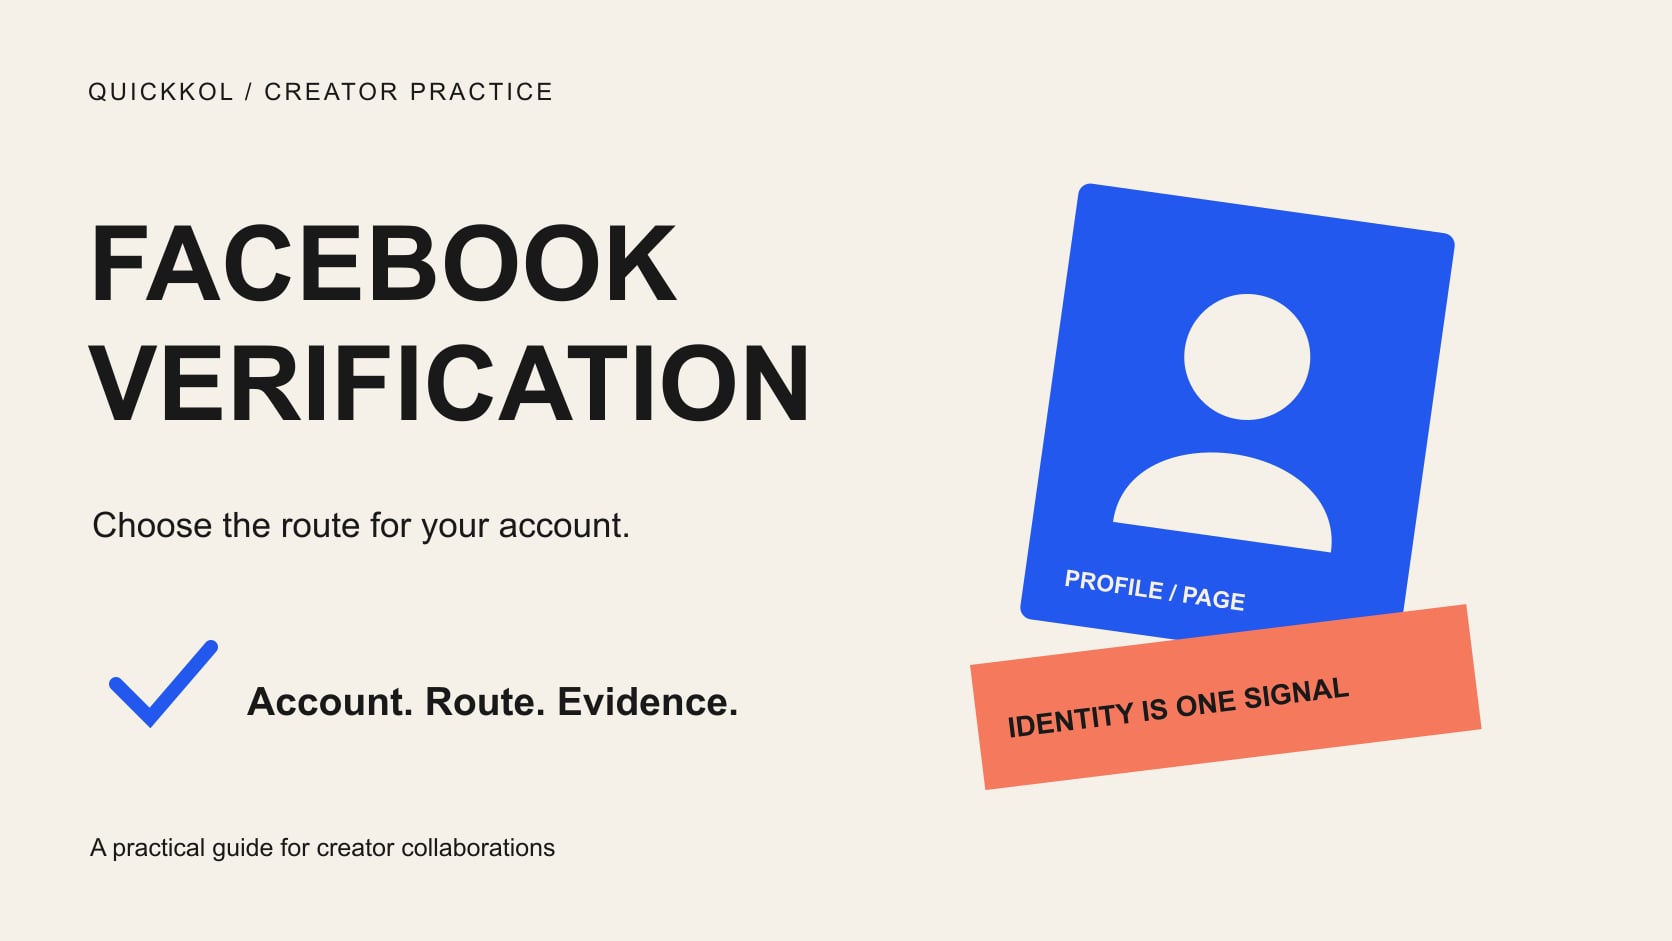 QUICKKOL / CREATOR PRACTICE
FACEBOOK
VERIFICATION
Choose the route for your account.
Account. Route. Evidence.
A practical guide for creator collaborations
PROFILE / PAGE
IDENTITY IS ONE SIGNAL